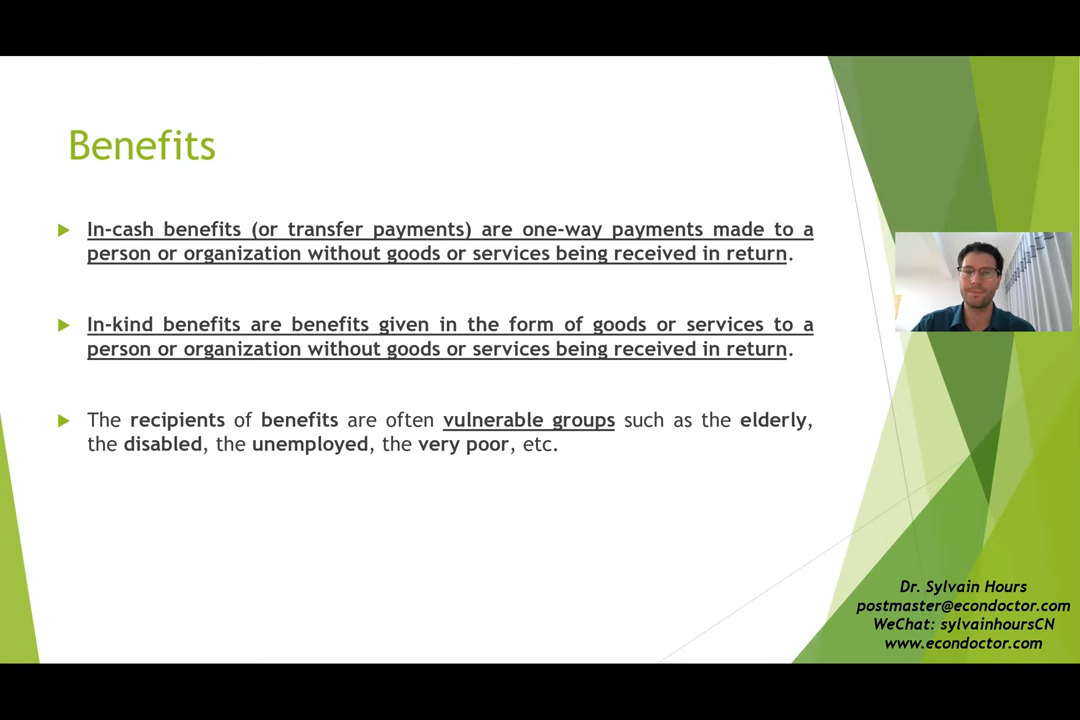 Benefits
In-cash benefits (or transfer payments) are one-way payments made to a
person or organization without goods or services being received in return.
In-kind benefits are benefits given in the form of goods or services to a
person or organization without goods or services being received in return.
The recipients of benefits are often vulnerable groups such as the elderly,
the disabled, the unemployed, the very poor, etc.
Dr. Sylvain Hours
postmaster@econdoctor.com
WeChat: sylvainhoursCN
www.econdoctor.com